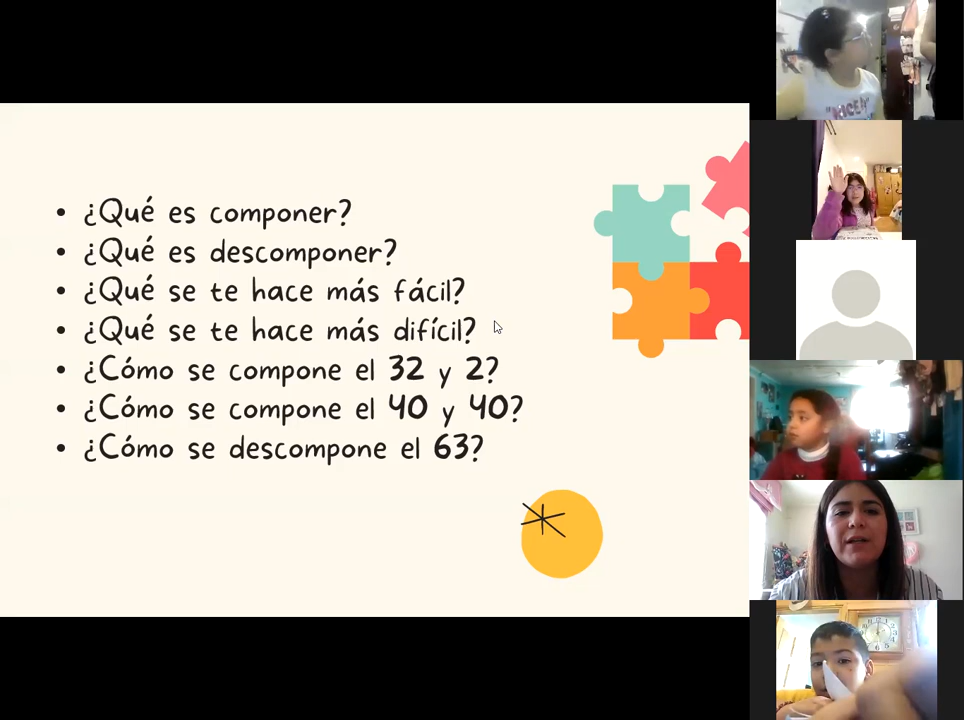 • ¿Qué es componer?
• ¿Qué es descomponer?
• ¿Qué se te hace más fácil?
• ¿Qué se te hace más difícil?
• ¿Cómo se compone el 32 y 2?
• ¿Cómo se compone el 40 y 40?
• ¿Cómo se descompone el 63?